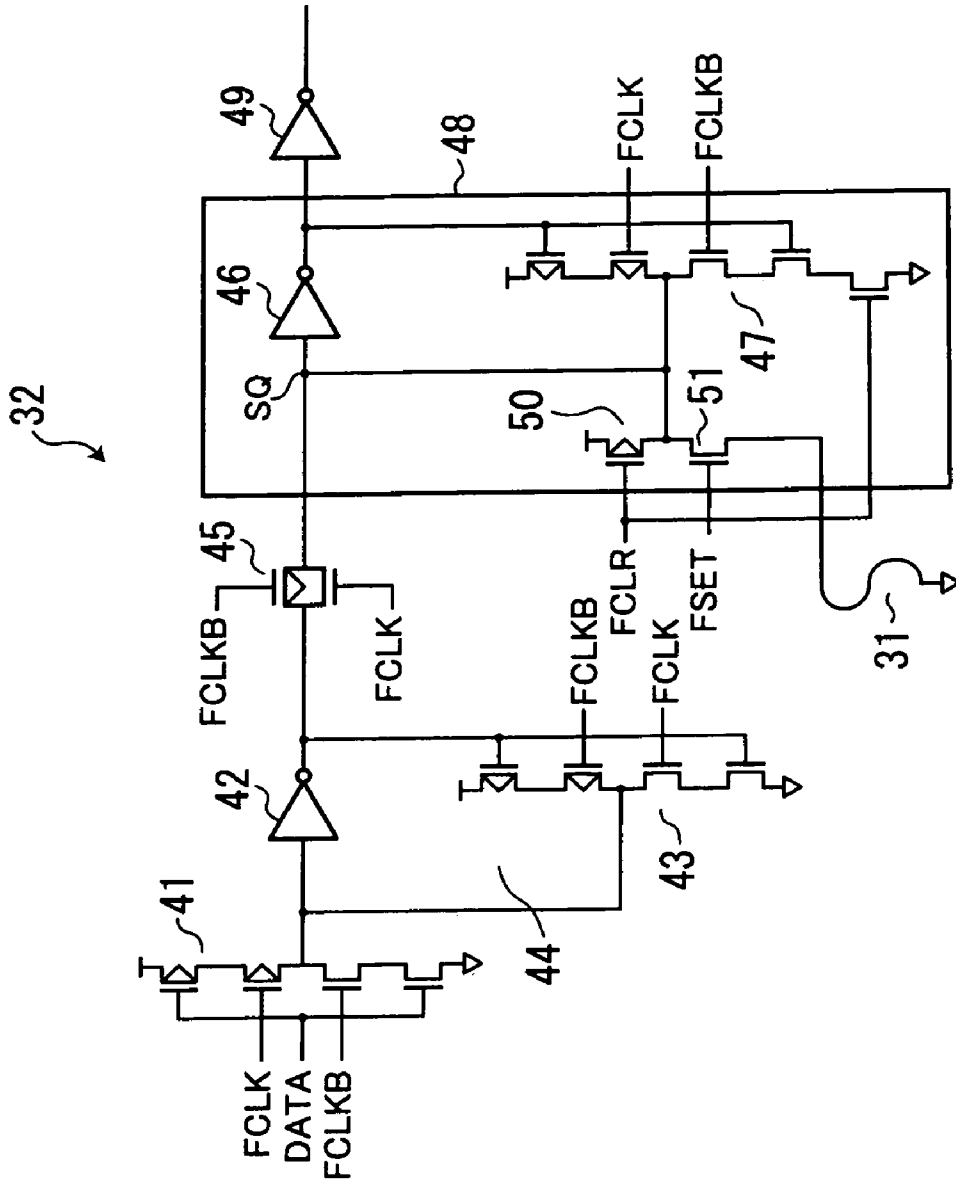 32
41
FCLK
DATA
FCLKB
42
44
43
FCLKB
FCLK
FCLKB
45
FCLK
SQ
46
48
49
50
51
47
FCLK
FCLKB
FCLR
FSET
31